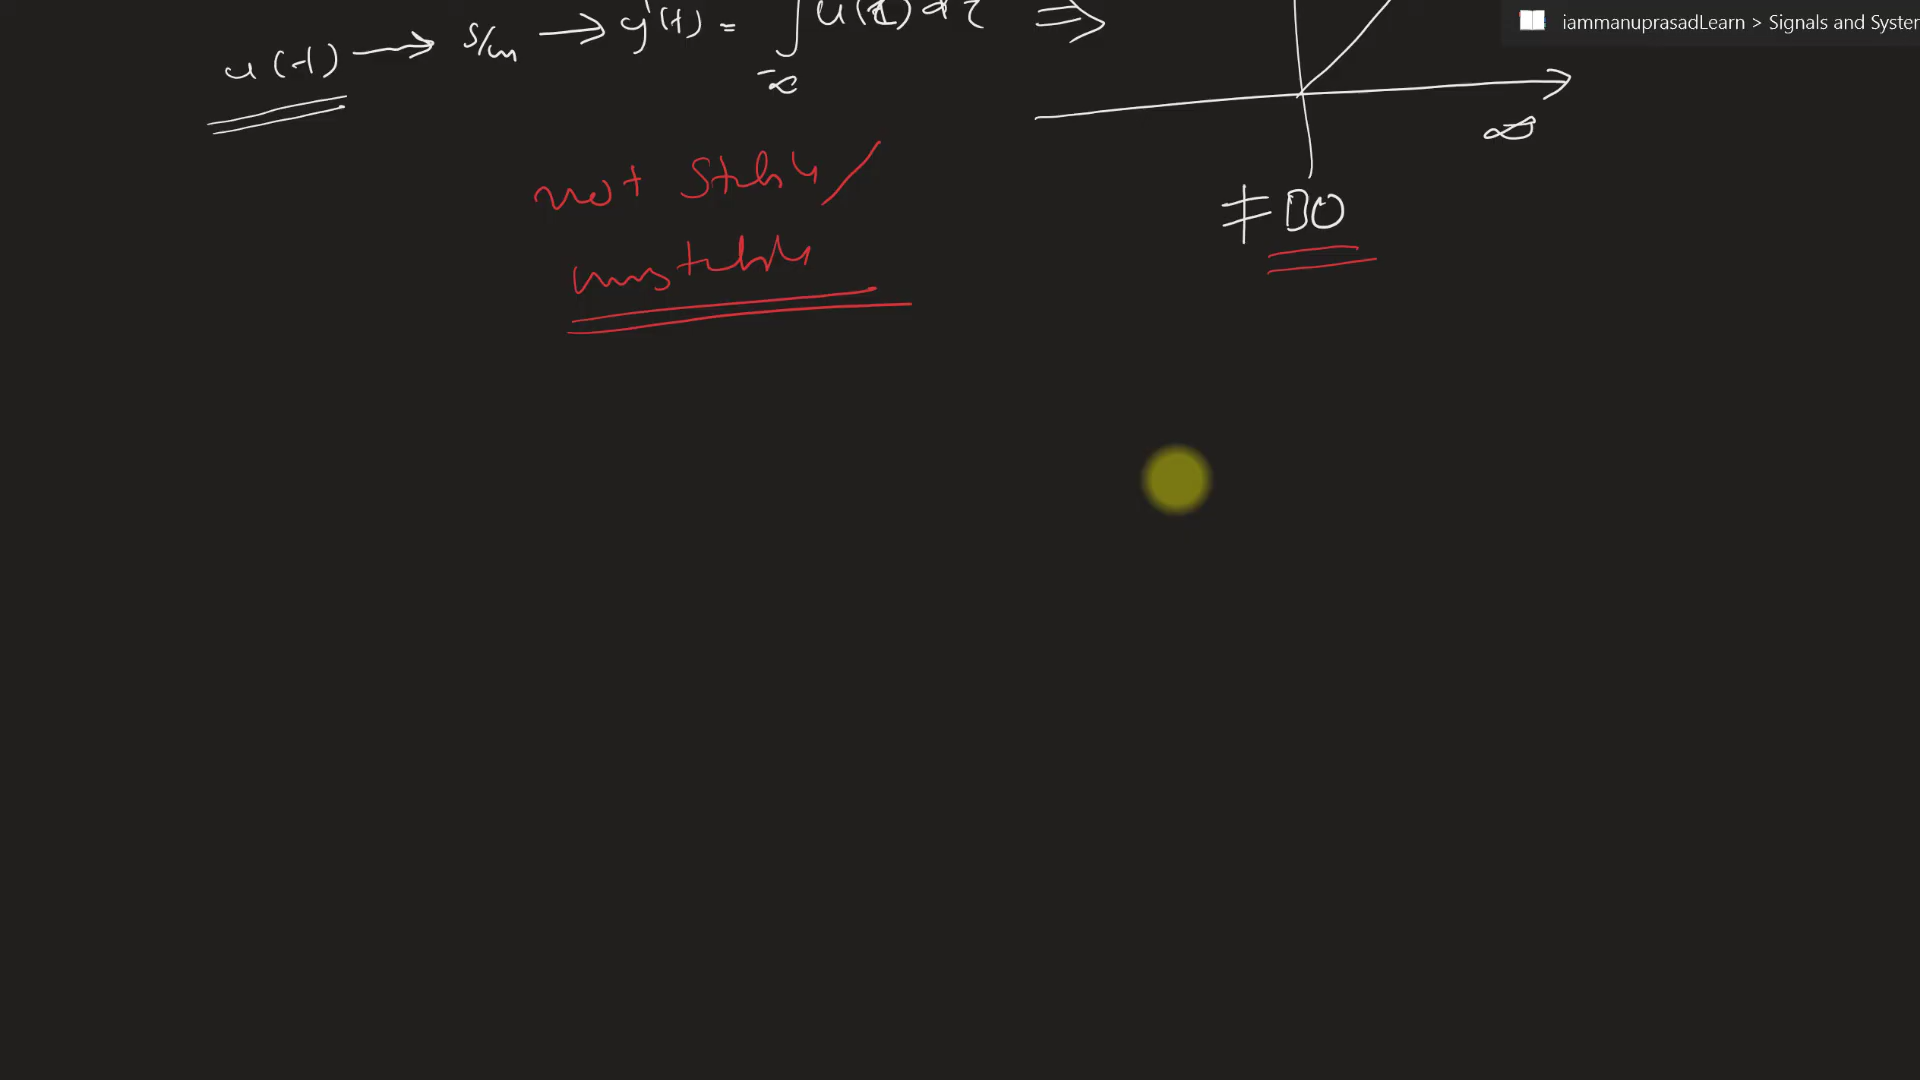 iammanuprasadLearn > Signals and Syster
u(t) → S/m → y'(t) = ∫ u(τ) dτ ⇒
-∞
∞
not Stable/
unstable
≠ BO